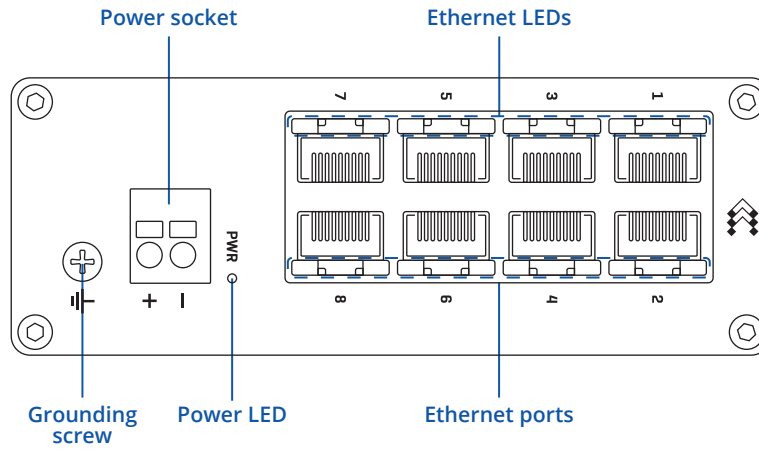 Power socket
Ethernet LEDs
7
5
3
1
PWR
+
–
8
6
4
2
Grounding
screw
Power LED
Ethernet ports